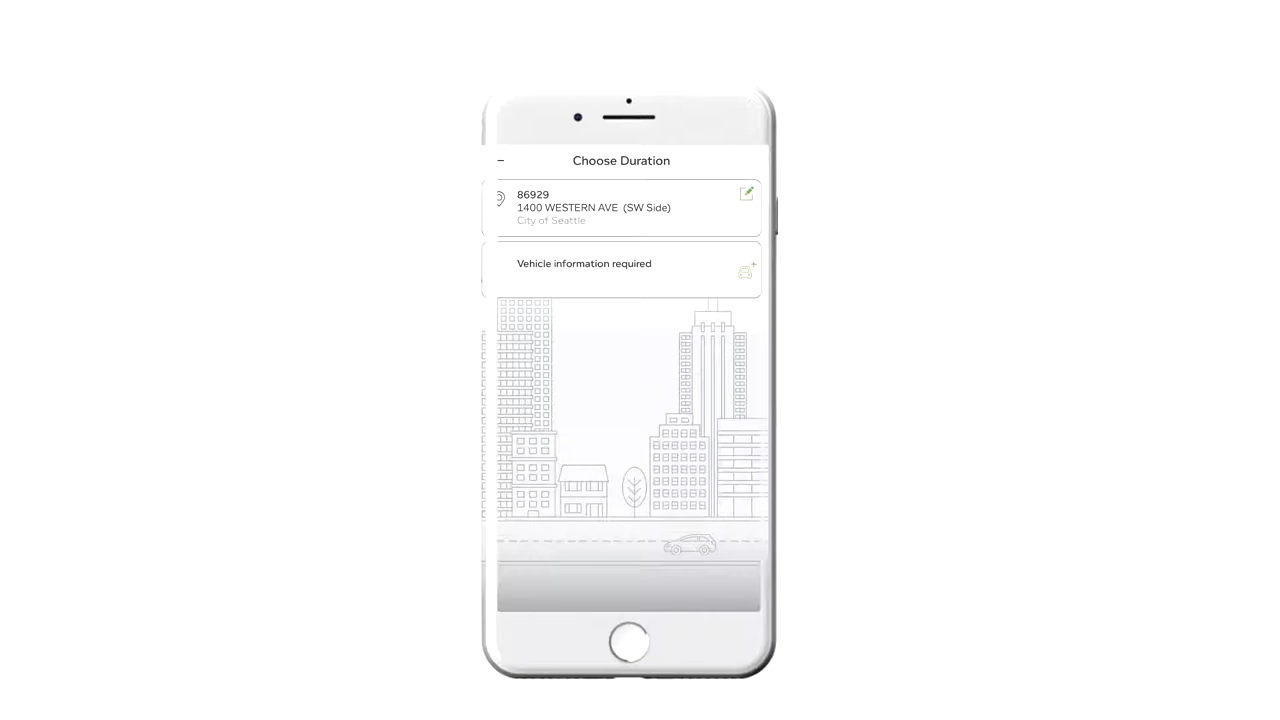 Choose Duration
86929
1400 WESTERN AVE (SW Side)
City of Seattle
Vehicle information required